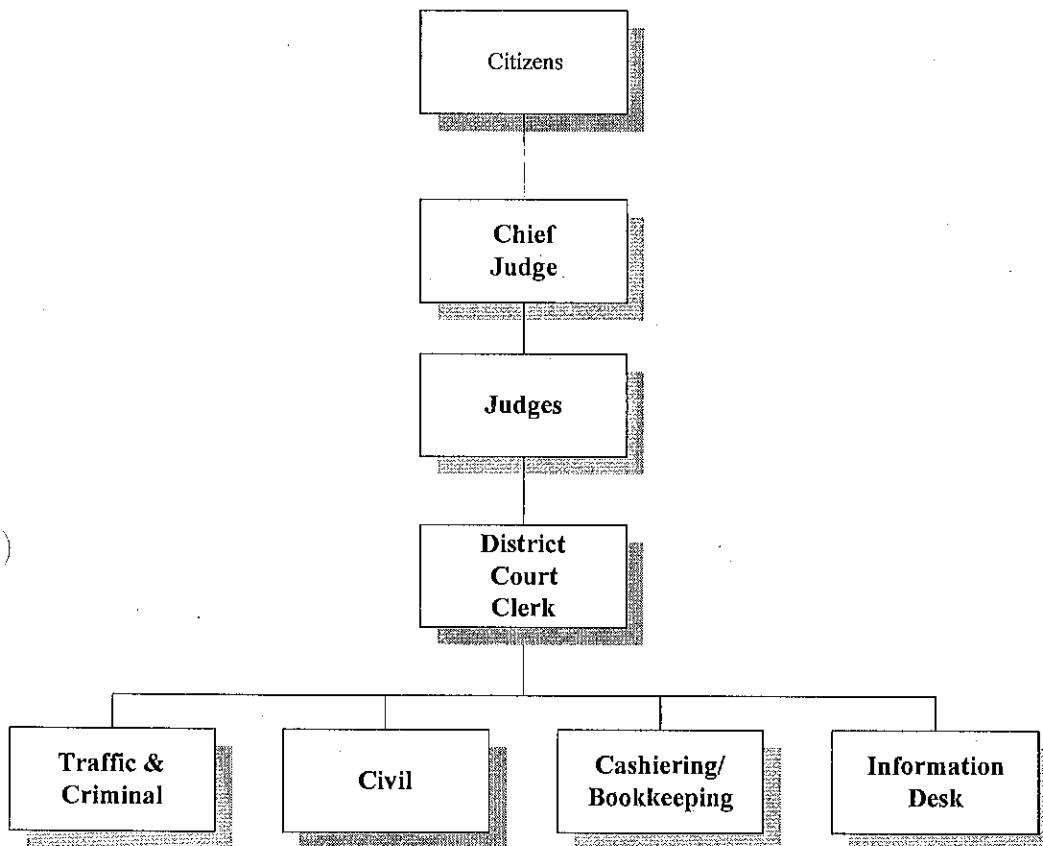 Citizens
Chief
Judge
Judges
District
Court
Clerk
Traffic &
Criminal
Civil
Cashiering/
Bookkeeping
Information
Desk